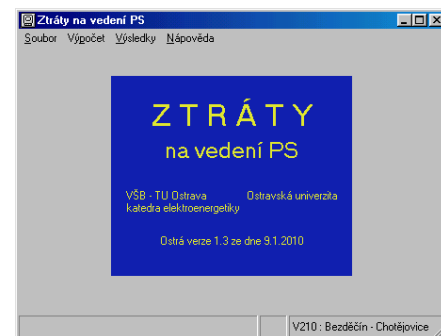 Ztráty na vedení PS
Soubor Výpočet Výsledky Nápověda
ZTRÁTY
na vedení PS
VŠB - TU Ostrava Ostravská univerzita
katedra elektroenergetiky
Ostrá verze 1.3 ze dne 9.1.2010
V210 : Bezděčín - Chotějovice